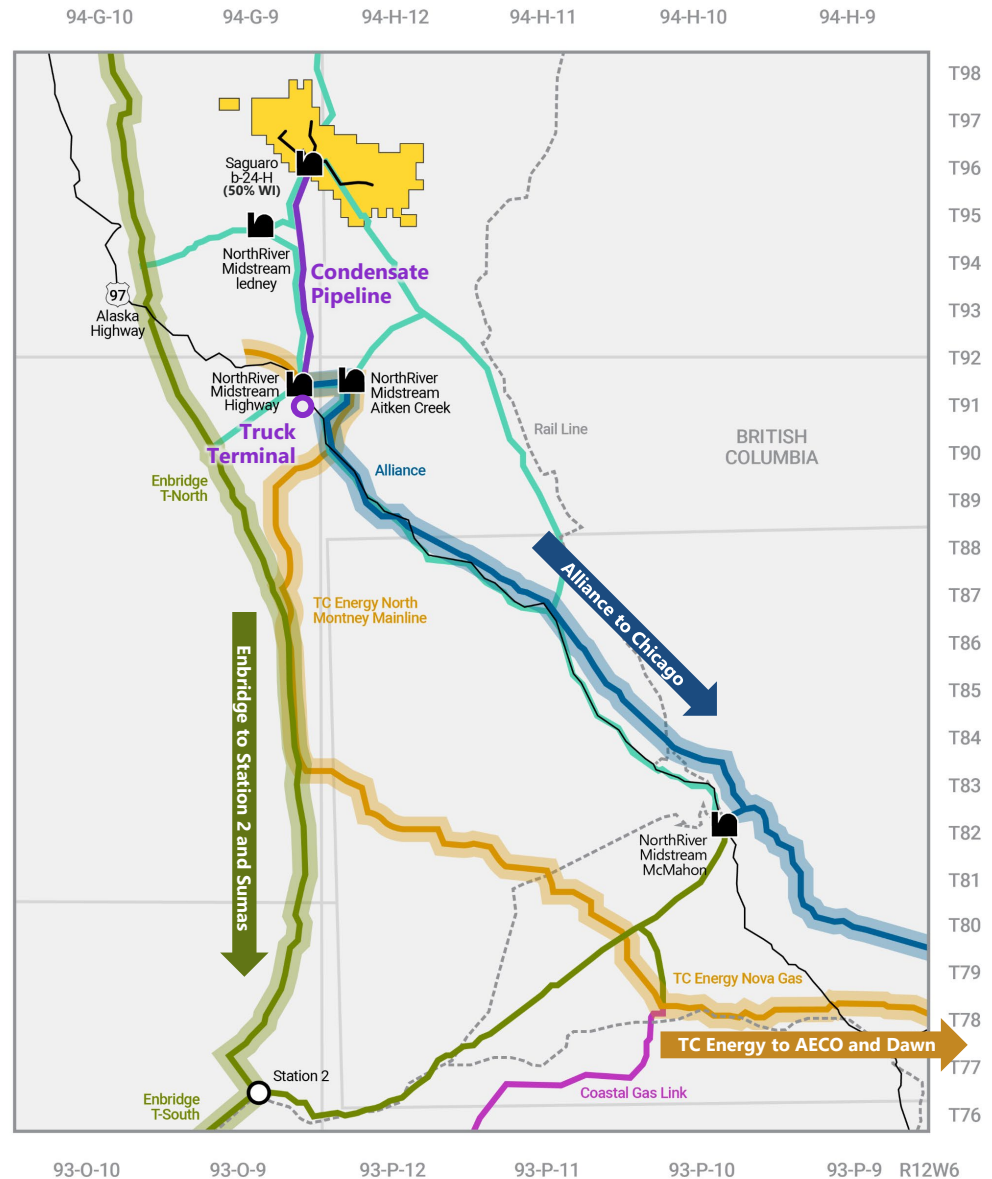 94-G-10
94-G-9
94-H-12
94-H-11
94-H-10
94-H-9
T98
T97
T96
T95
T94
T93
T92
T91
T90
T89
T88
T87
T86
T85
T84
T83
T82
T81
T80
T79
T78
T77
T76
Saguaro
b-24-H
(50% WI)
NorthRiver
Midstream
Jedney
Condensate
Pipeline
97
Alaska
Highway
NorthRiver
Midstream
Highway
NorthRiver
Midstream
Aitken Creek
Truck
Terminal
Rail Line
BRITISH
COLUMBIA
Alliance
Enbridge
T-North
TC Energy North
Montney Mainline
Alliance to Chicago
Enbridge to Station 2 and Sumas
NorthRiver
Midstream
McMahon
TC Energy Nova Gas
TC Energy to AECO and Dawn
Station 2
Coastal Gas Link
Enbridge
T-South
93-O-10
93-O-9
93-P-12
93-P-11
93-P-10
93-P-9
R12W6